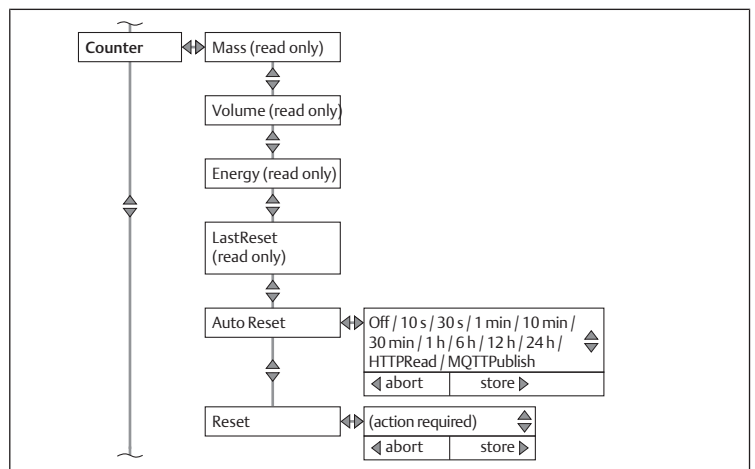 Counter
Mass (read only)
Volume (read only)
Energy (read only)
LastReset
(read only)
Auto Reset
Off / 10 s / 30 s / 1 min / 10 min /
30 min / 1 h / 6 h / 12 h / 24 h /
HTTPRead / MQTTPublish
abort
store
Reset
(action required)
abort
store